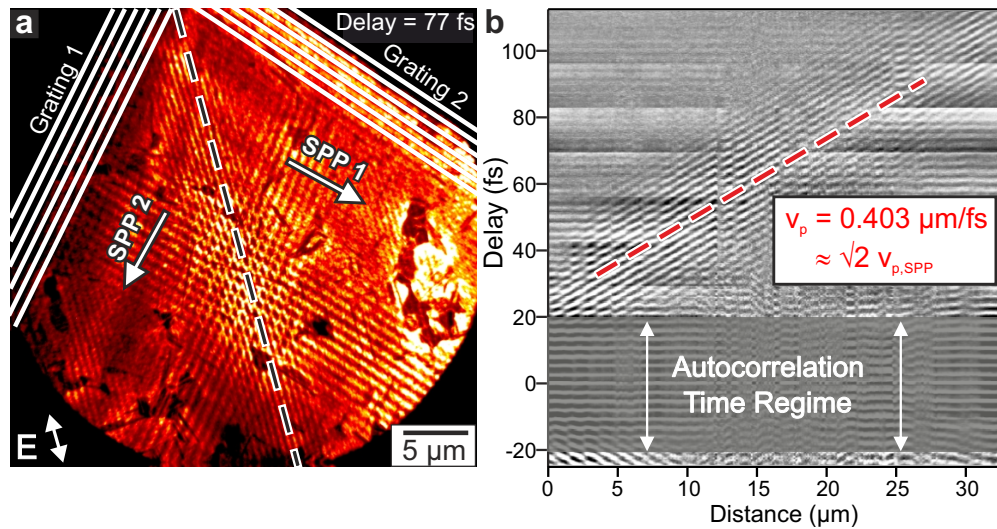 a
Delay = 77 fs
Grating 1
Grating 2
SPP 1
SPP 2
E
5 µm
b
Delay (fs)
100
80
60
40
20
0
-20
v_p = 0.403 µm/fs
≈ √2 v_p,SPP
Autocorrelation
Time Regime
0
5
10
15
20
25
30
Distance (µm)